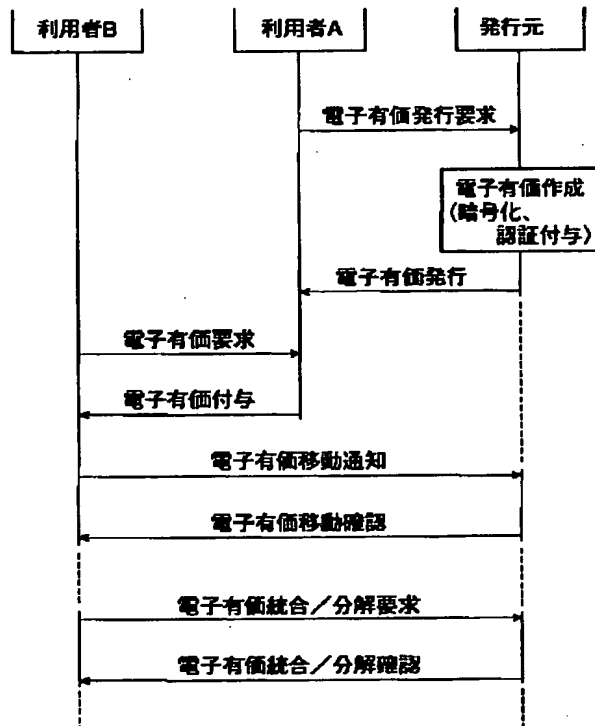 利用者B
利用者A
発行元
電子有価発行要求
電子有価作成
(暗号化、
認証付与)
電子有価発行
電子有価要求
電子有価付与
電子有価移動通知
電子有価移動確認
電子有価統合／分解要求
電子有価統合／分解確認